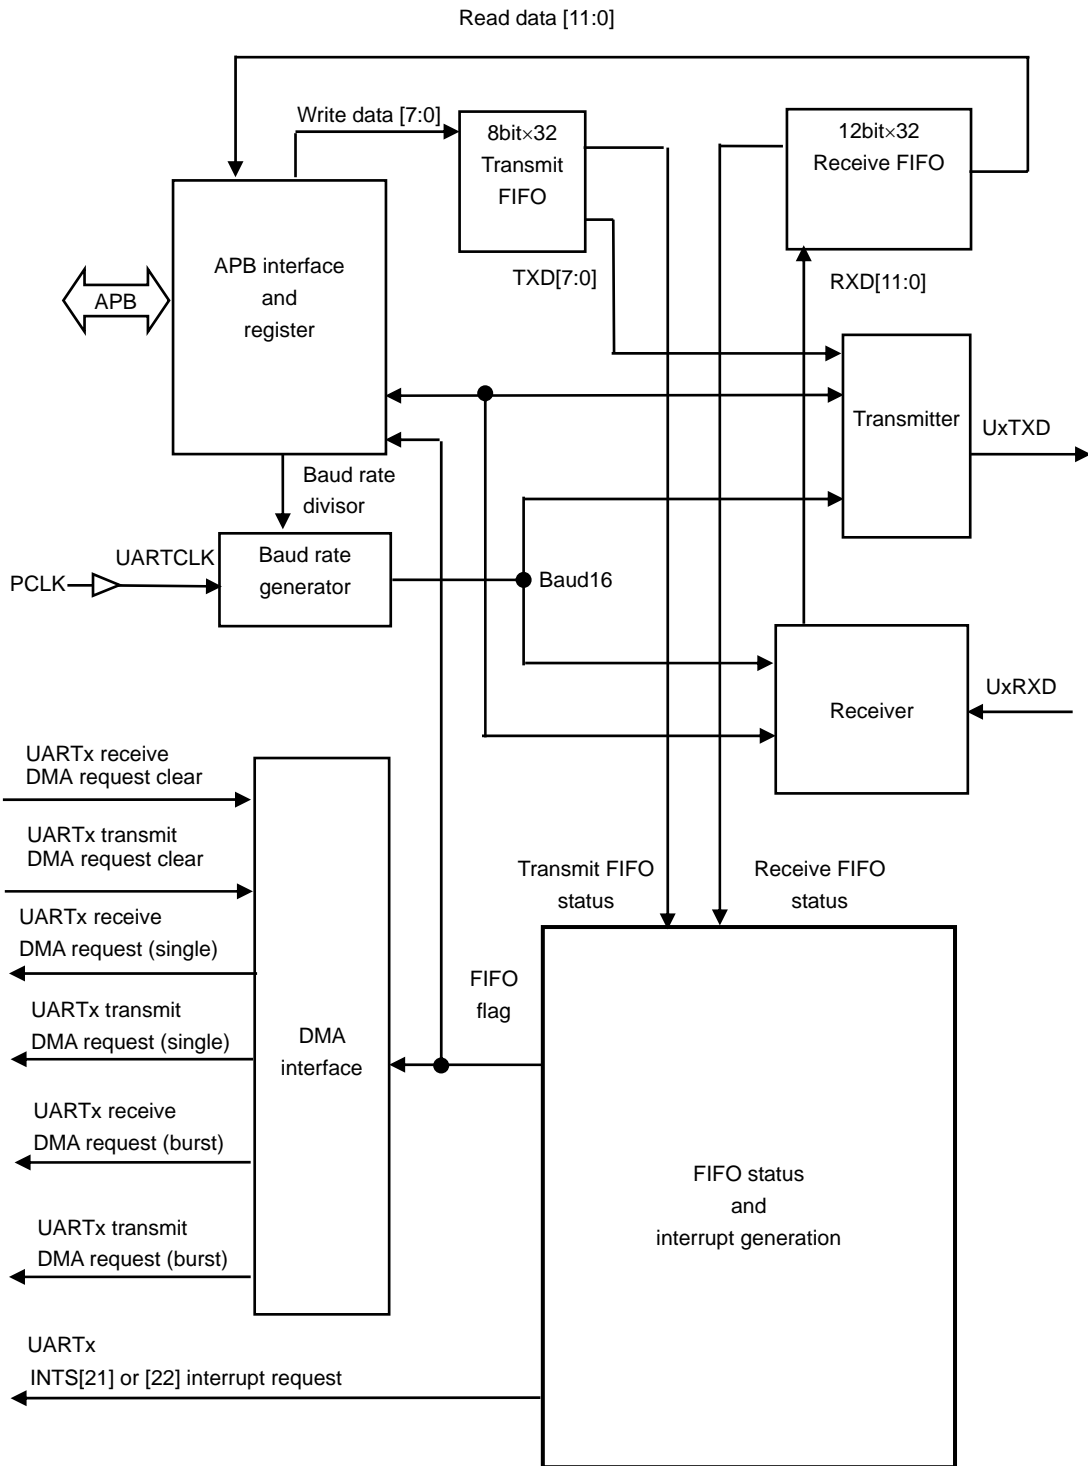 Read data [11:0]
Write data [7:0]
8bit×32
Transmit
FIFO
12bit×32
Receive FIFO
TXD[7:0]
RXD[11:0]
APB interface
and
register
APB
Transmitter
UxTXD
Baud rate
divisor
UARTCLK
PCLK
Baud rate
generator
Baud16
UxRXD
Receiver
UARTx receive
DMA request clear
UARTx transmit
DMA request clear
Transmit FIFO
status
Receive FIFO
status
UARTx receive
DMA request (single)
FIFO
flag
UARTx transmit
DMA request (single)
DMA
interface
UARTx receive
DMA request (burst)
FIFO status
and
interrupt generation
UARTx transmit
DMA request (burst)
UARTx
INTS[21] or [22] interrupt request